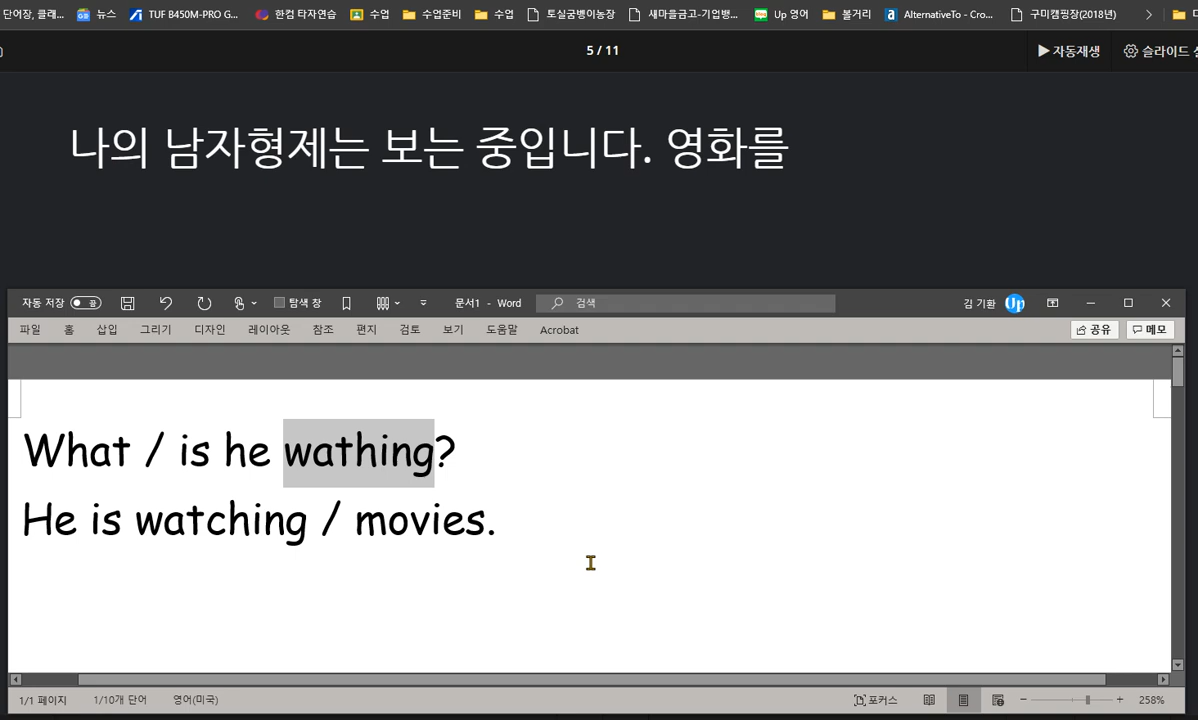 단어장, 클래... 뉴스 TUF B450M-PRO G... 한컴 타자연습 수업 수업준비 수업 토실굼벵이농장 새마을금고-기업뱅... Up 영어 볼거리 AlternativeTo - Cro... 구미캠핑장(2018년)
5 / 11 자동재생 슬라이드
나의 남자형제는 보는 중입니다. 영화를
자동 저장 끔 탐색 창 문서1 - Word 검색 김 기환 Up
파일 홈 삽입 그리기 디자인 레이아웃 참조 편지 검토 보기 도움말 Acrobat 공유 메모
What / is he wathing?
He is watching / movies.
1/1 페이지 1/10개 단어 영어(미국) 포커스 258%